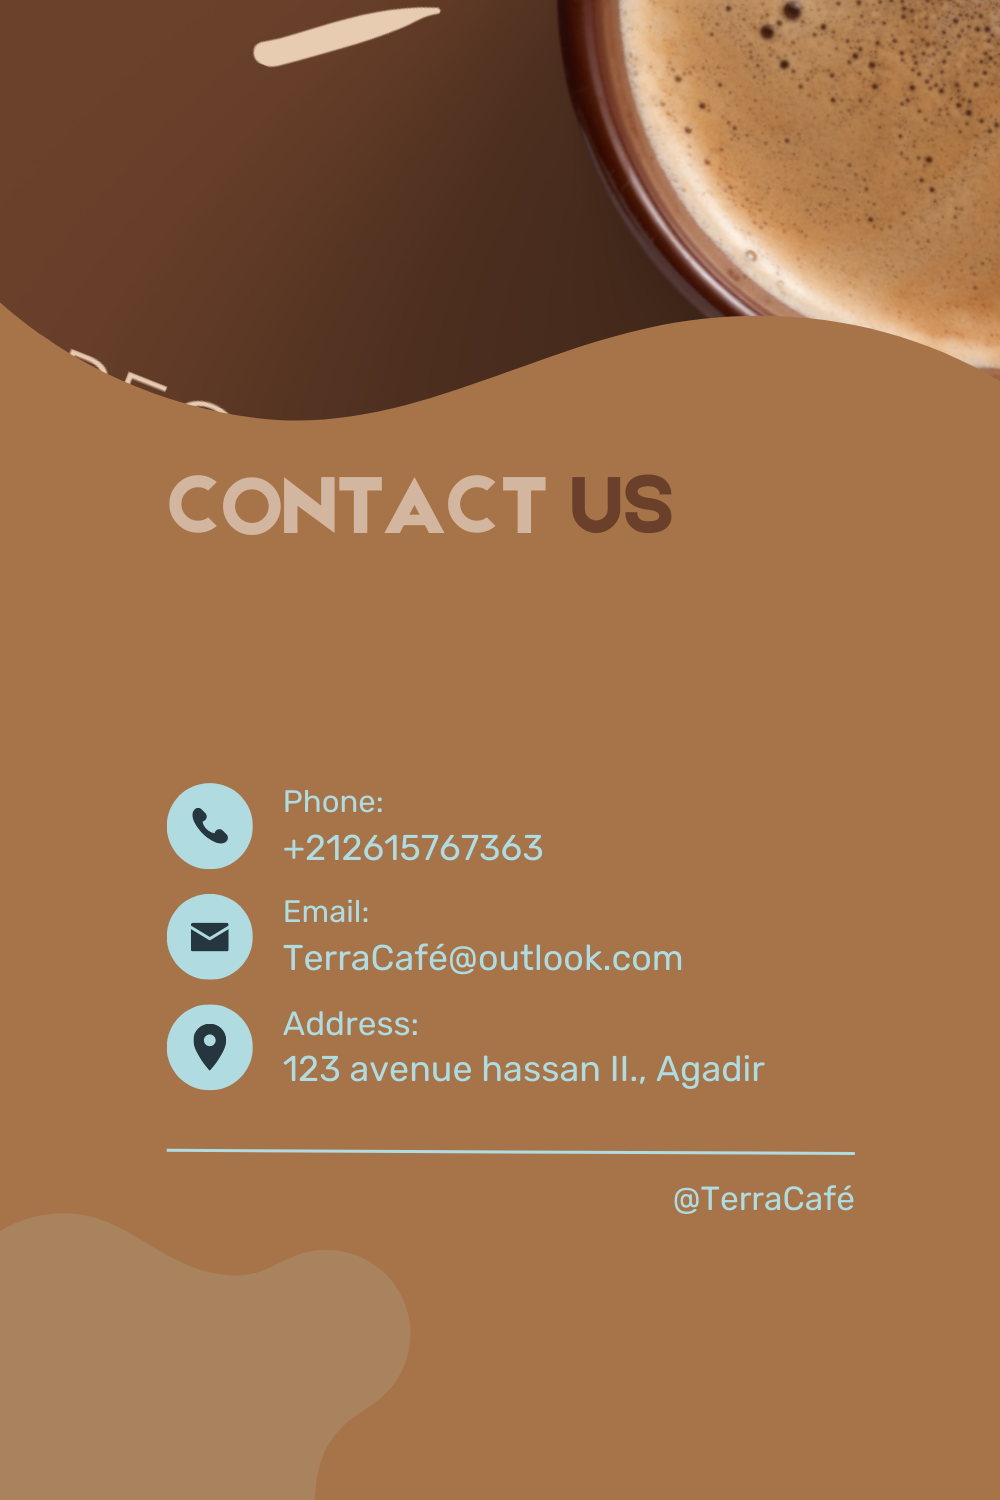 CONTACT US
Phone:
+212615767363
Email:
TerraCafé@outlook.com
Address:
123 avenue hassan II., Agadir
@TerraCafé